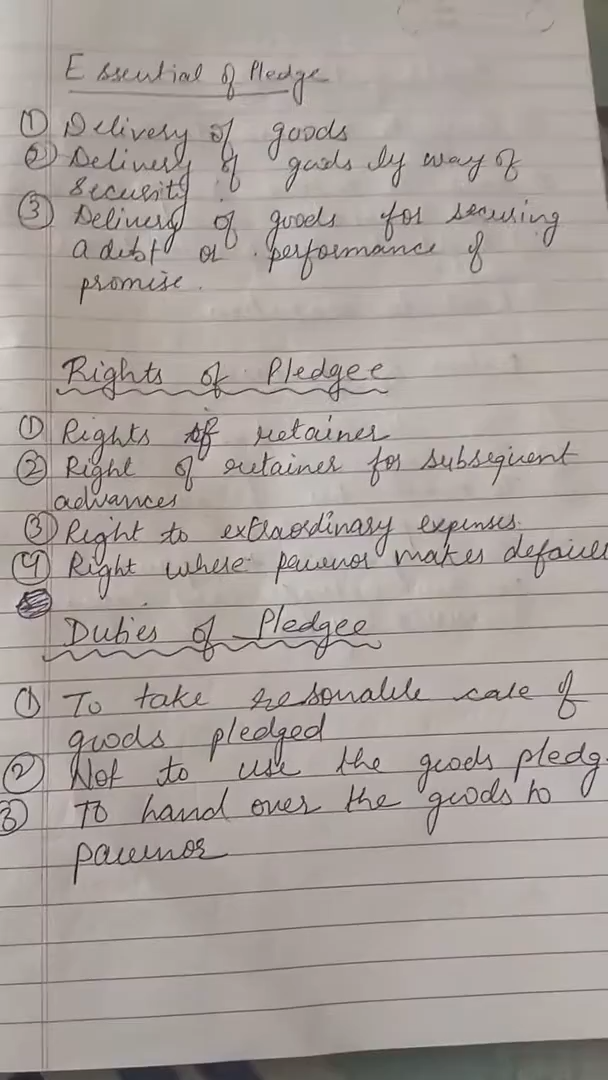 Essential of Pledge
① Delivery of goods
② Delivery of goods by way of
security
③ Delivery of goods for securing
a debt or performance of
promise.
Rights of Pledgee
① Rights of retainer
② Right of retainer for subsequent
advances
③ Right to extraordinary expenses.
④ Right where pawnor makes
Duties of Pledgee
① To take resonable care of
goods pledged
② Not to use the goods pledg
③ To hand over the goods to
pawnor